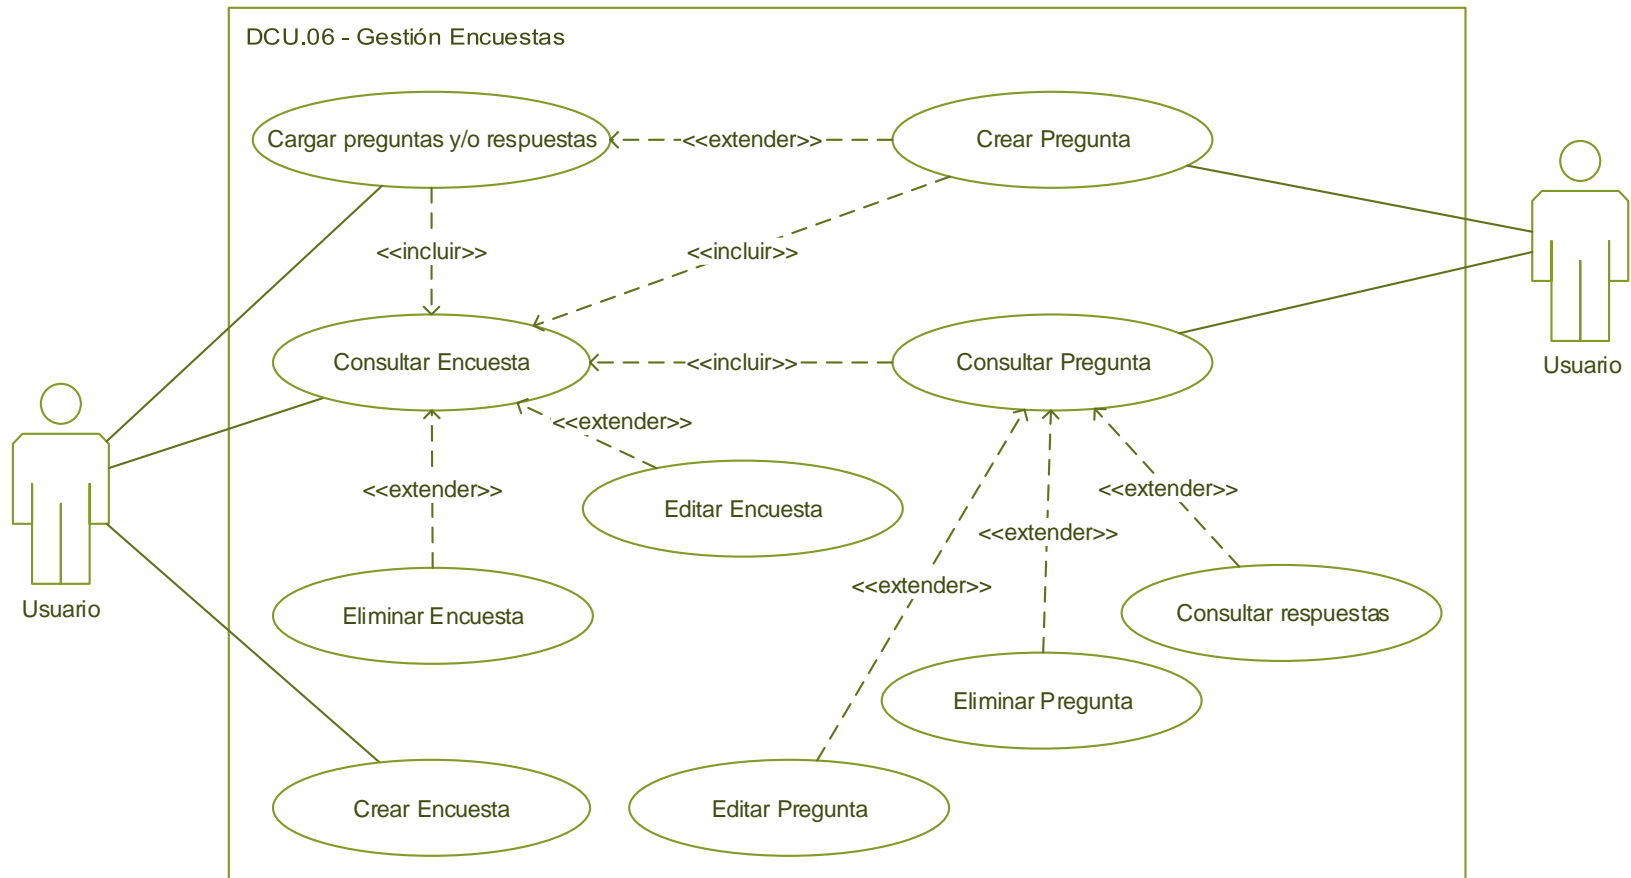 DCU.06 - Gestión Encuestas
Cargar preguntas y/o respuestas
<<extender>>
Crear Pregunta
<<incluir>>
<<incluir>>
Consultar Encuesta
<<incluir>>
Consultar Pregunta
Usuario
<<extender>>
<<extender>>
<<extender>>
Editar Encuesta
<<extender>>
<<extender>>
Usuario
Eliminar Encuesta
Consultar respuestas
Eliminar Pregunta
Crear Encuesta
Editar Pregunta